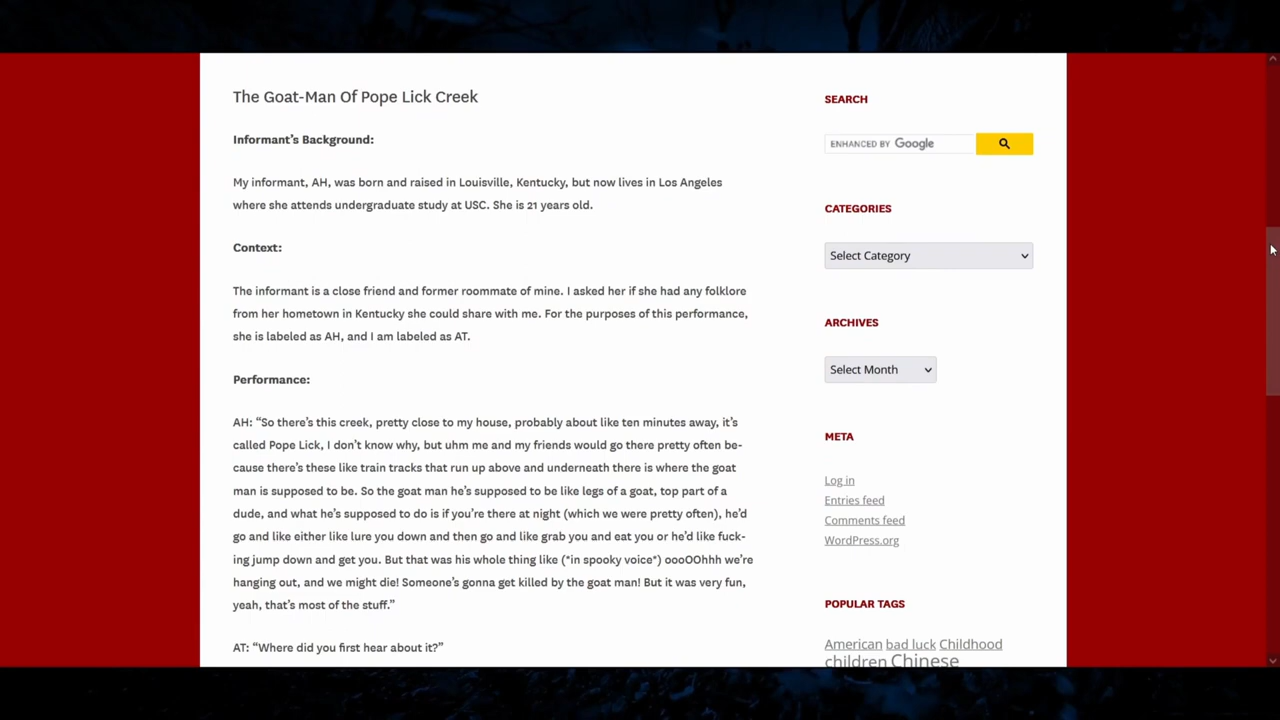 The Goat-Man Of Pope Lick Creek
Informant's Background:
My informant, AH, was born and raised in Louisville, Kentucky, but now lives in Los Angeles
where she attends undergraduate study at USC. She is 21 years old.
Context:
The informant is a close friend and former roommate of mine. I asked her if she had any folklore
from her hometown in Kentucky she could share with me. For the purposes of this performance,
she is labeled as AH, and I am labeled as AT.
Performance:
AH: “So there’s this creek, pretty close to my house, probably about like ten minutes away, it’s
called Pope Lick, I don’t know why, but uhm me and my friends would go there pretty often be-
cause there’s these like train tracks that run up above and underneath there is where the goat
man is supposed to be. So the goat man he’s supposed to be like legs of a goat, top part of a
dude, and what he’s supposed to do is if you’re there at night (which we were pretty often), he’d
go and like either like lure you down and then go and like grab you and eat you or he’d like fuck-
ing jump down and get you. But that was his whole thing like (*in spooky voice*) oooOOhhh we’re
hanging out, and we might die! Someone’s gonna get killed by the goat man! But it was very fun,
yeah, that’s most of the stuff.”
AT: “Where did you first hear about it?”
SEARCH
ENHANCED BY Google
CATEGORIES
Select Category
ARCHIVES
Select Month
META
Log in
Entries feed
Comments feed
WordPress.org
POPULAR TAGS
American bad luck Childhood
children Chinese